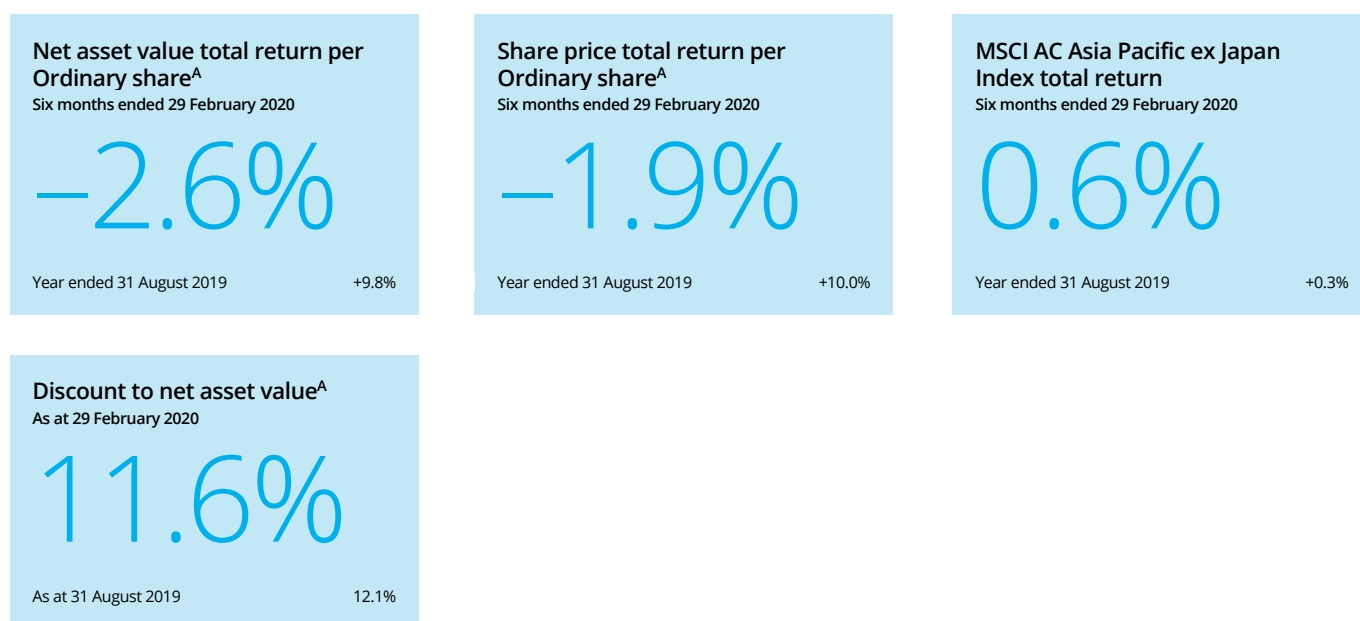 Net asset value total return per
Ordinary shareA
Six months ended 29 February 2020
–2.6%
Year ended 31 August 2019 +9.8%
Share price total return per
Ordinary shareA
Six months ended 29 February 2020
–1.9%
Year ended 31 August 2019 +10.0%
MSCI AC Asia Pacific ex Japan
Index total return
Six months ended 29 February 2020
0.6%
Year ended 31 August 2019 +0.3%
Discount to net asset valueA
As at 29 February 2020
11.6%
As at 31 August 2019 12.1%